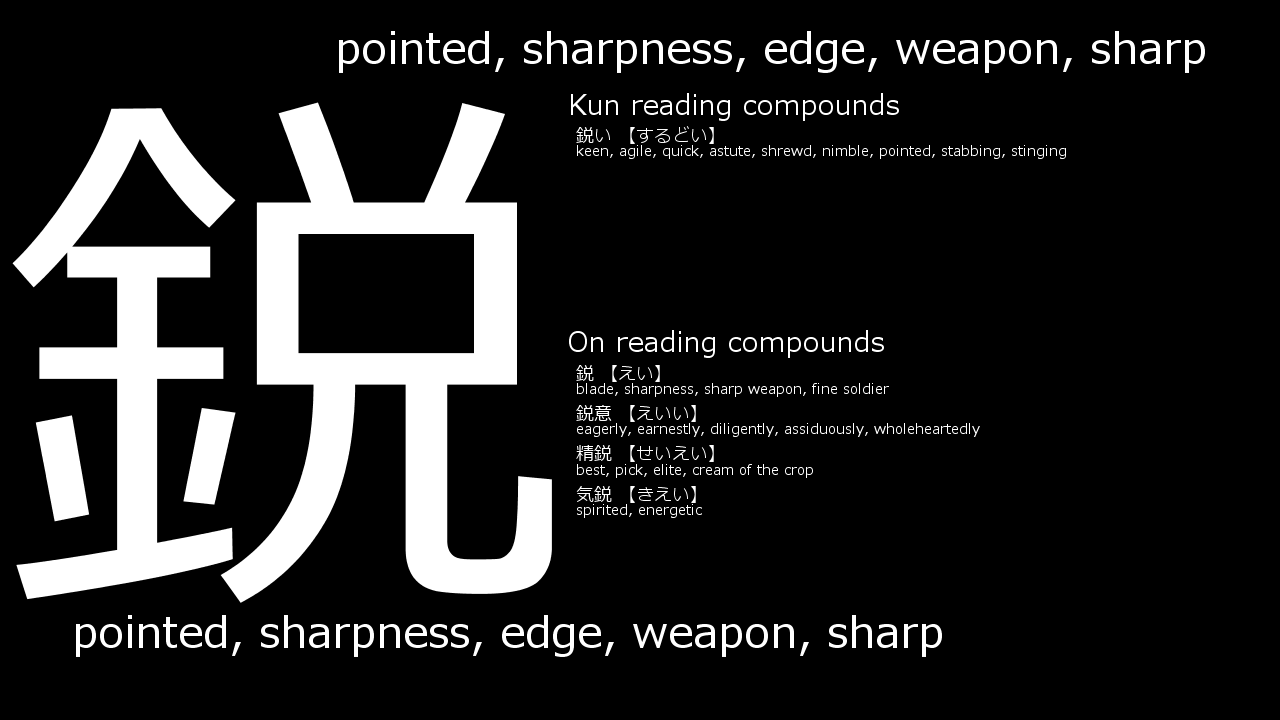 pointed, sharpness, edge, weapon, sharp
鋭
Kun reading compounds
鋭い 【するどい】
keen, agile, quick, astute, shrewd, nimble, pointed, stabbing, stinging
On reading compounds
鋭 【えい】
blade, sharpness, sharp weapon, fine soldier
鋭意 【えいい】
eagerly, earnestly, diligently, assiduously, wholeheartedly
精鋭 【せいえい】
best, pick, elite, cream of the crop
気鋭 【きえい】
spirited, energetic
pointed, sharpness, edge, weapon, sharp